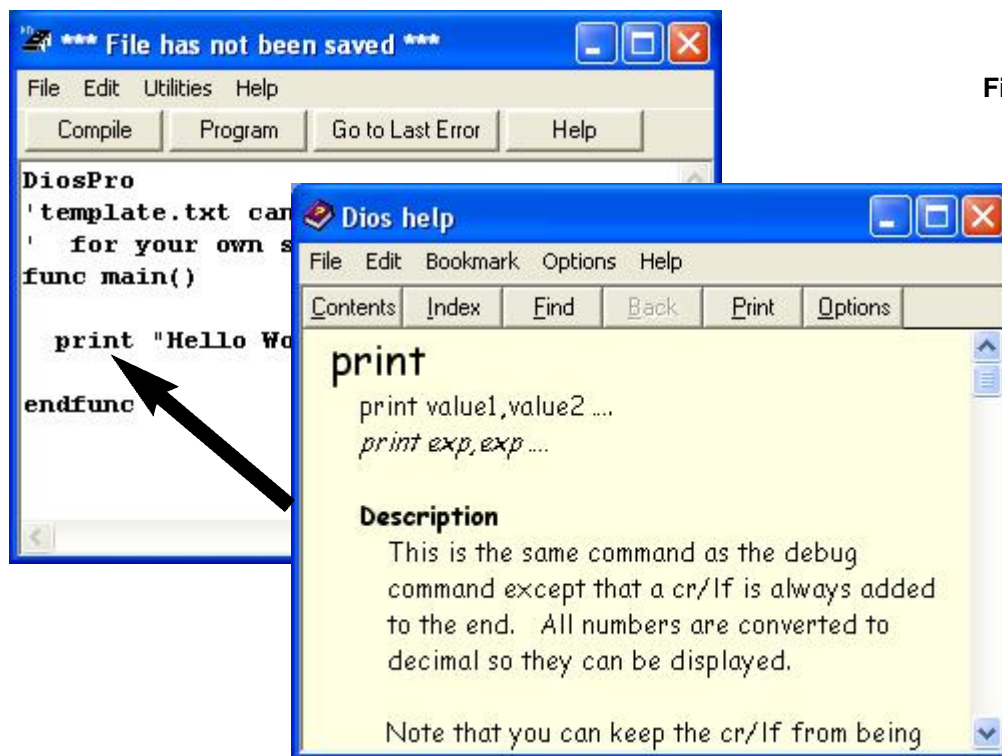 *** File has not been saved ***
File Edit Utilities Help
Compile Program Go to Last Error Help
DiosPro
'template.txt can
' for your own s
func main()
print "Hello Wo
endfunc
Fi
Dios help
File Edit Bookmark Options Help
Contents Index Find Back Print Options
print
print value1,value2 ....
print exp,exp ....
Description
This is the same command as the debug
command except that a cr/lf is always added
to the end. All numbers are converted to
decimal so they can be displayed.
Note that you can keep the cr/lf from being